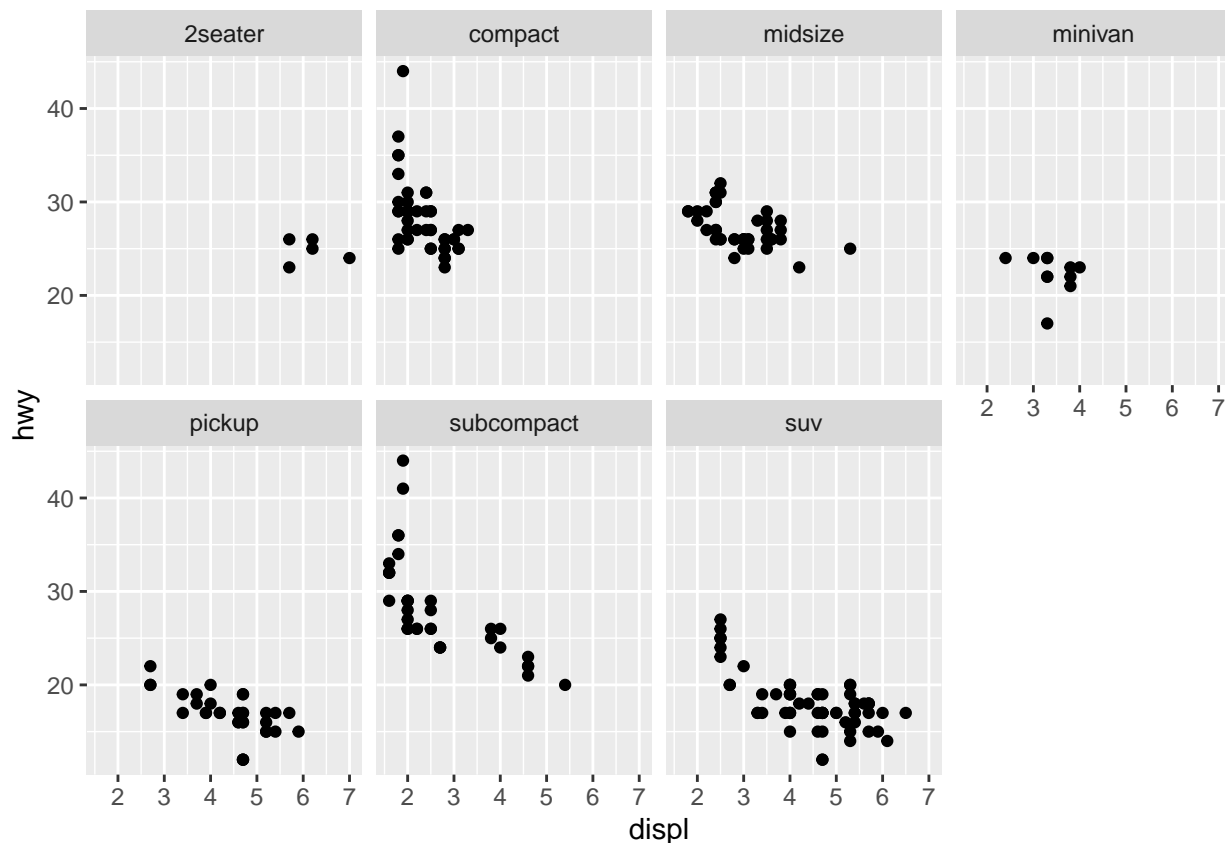 2seater compact midsize minivan
40
30
20
2 3 4 5 6 7
hwy
pickup subcompact suv
40
30
20
2 3 4 5 6 7 2 3 4 5 6 7 2 3 4 5 6 7
displ